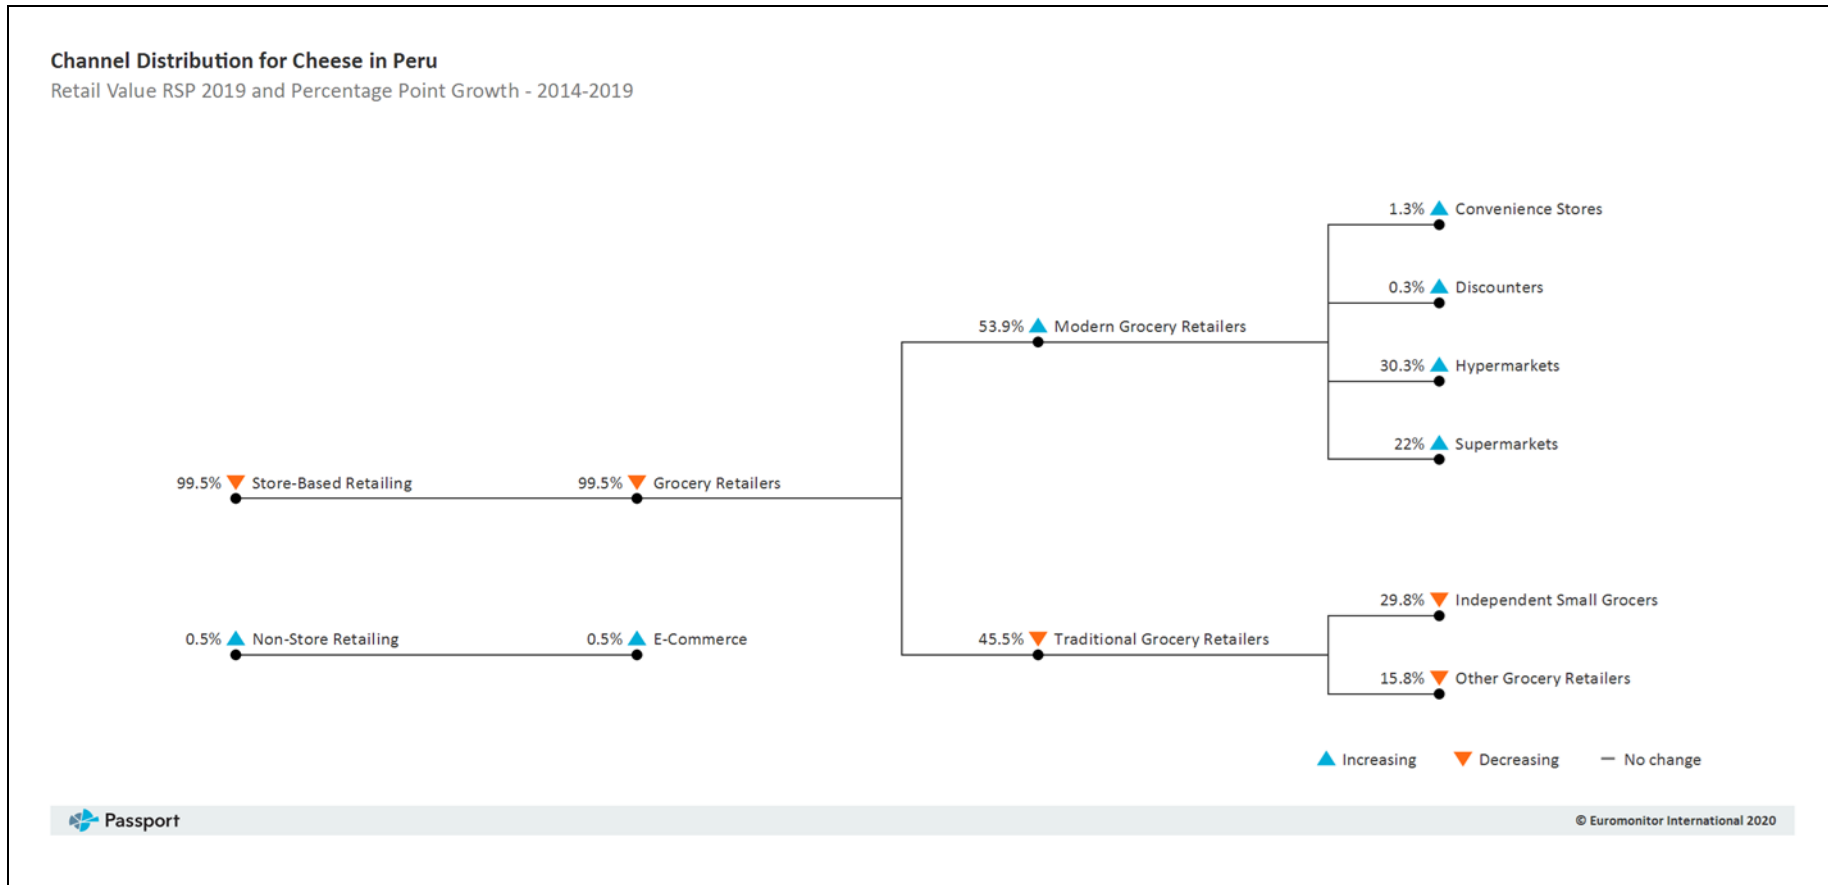 Channel Distribution for Cheese in Peru
Retail Value RSP 2019 and Percentage Point Growth - 2014-2019
1.3% Convenience Stores
0.3% Discounters
53.9% Modern Grocery Retailers
30.3% Hypermarkets
22% Supermarkets
99.5% Store-Based Retailing
99.5% Grocery Retailers
29.8% Independent Small Grocers
0.5% Non-Store Retailing
0.5% E-Commerce
45.5% Traditional Grocery Retailers
15.8% Other Grocery Retailers
Increasing
Decreasing
No change
Passport
© Euromonitor International 2020